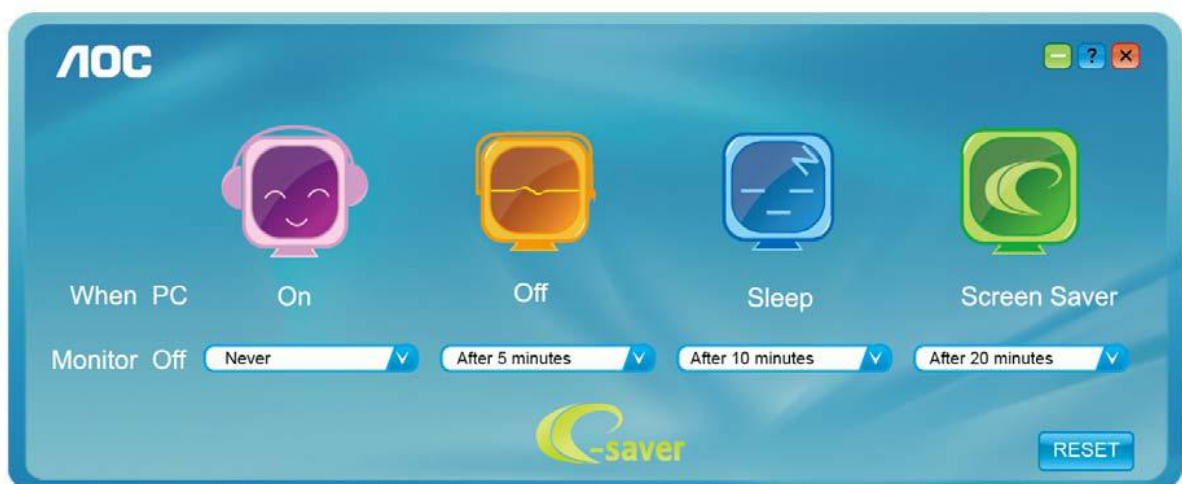 AOC
?
When PC On Off Sleep Screen Saver
Monitor Off Never After 5 minutes After 10 minutes After 20 minutes
e-saver
RESET